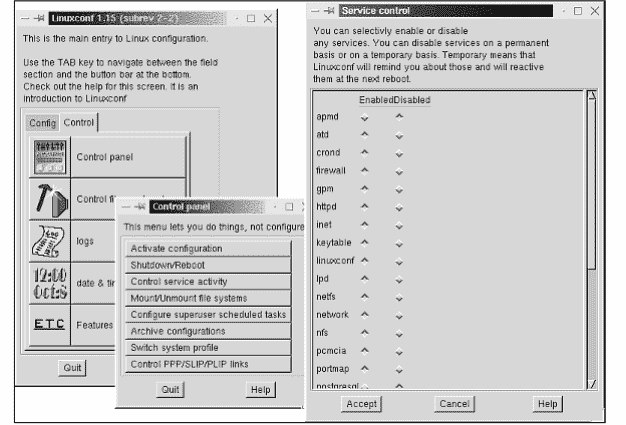 Linuxconf 1.15 (subrev 2-2)
This is the main entry to Linux configuration.
Use the TAB key to navigate between the field
section and the button bar at the bottom.
Check out the help for this screen. It is an
introduction to Linuxconf
Config Control
Control panel
logs
12:00
Oct:8
date &
ETC
Features
Quit
Control panel
This menu lets you do things, not configure
Activate configuration
Shutdown/Reboot
Control service activity
Mount/Unmount file systems
Configure superuser scheduled tasks
Archive configurations
Switch system profile
Control PPP/SLIP/PLIP links
Quit Help
Service control
You can selectivly enable or disable
any services. You can disable services on a permanent
basis or on a temporary basis. Temporary means that
Linuxconf will remind you about those and will reactive
them at the next reboot.
EnabledDisabled
apmd
atd
crond
firewall
gpm
httpd
inet
keytable
linuxconf
lpd
netfs
network
nfs
pcmcia
portmap
postgresql
Accept Cancel Help